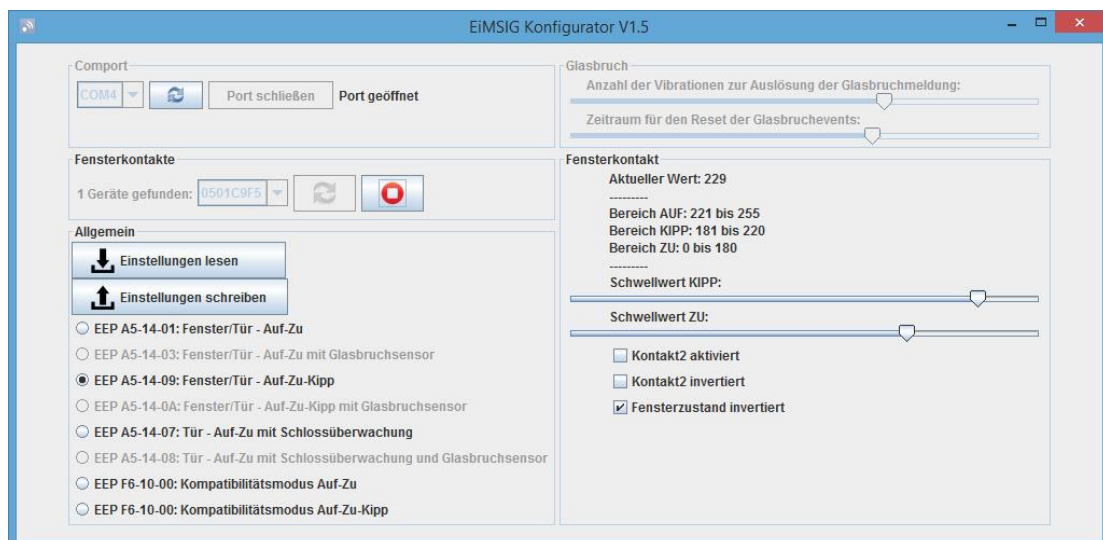 EiMSIG Konfigurator V1.5
Comport
COM4
Port schließen
Port geöffnet
Fensterkontakte
1 Geräte gefunden:
0501C9F5
Allgemein
Einstellungen lesen
Einstellungen schreiben
EEP A5-14-01: Fenster/Tür - Auf-Zu
EEP A5-14-03: Fenster/Tür - Auf-Zu mit Glasbruchsensor
EEP A5-14-09: Fenster/Tür - Auf-Zu-Kipp
EEP A5-14-0A: Fenster/Tür - Auf-Zu-Kipp mit Glasbruchsensor
EEP A5-14-07: Tür - Auf-Zu mit Schlossüberwachung
EEP A5-14-08: Tür - Auf-Zu mit Schlossüberwachung und Glasbruchsensor
EEP F6-10-00: Kompatibilitätsmodus Auf-Zu
EEP F6-10-00: Kompatibilitätsmodus Auf-Zu-Kipp
Glasbruch
Anzahl der Vibrationen zur Auslösung der Glasbruchmeldung:
Zeitraum für den Reset der Glasbruchevents:
Fensterkontakt
Aktueller Wert: 229
---------
Bereich AUF: 221 bis 255
Bereich KIPP: 181 bis 220
Bereich ZU: 0 bis 180
---------
Schwellwert KIPP:
Schwellwert ZU:
Kontakt2 aktiviert
Kontakt2 invertiert
Fensterzustand invertiert